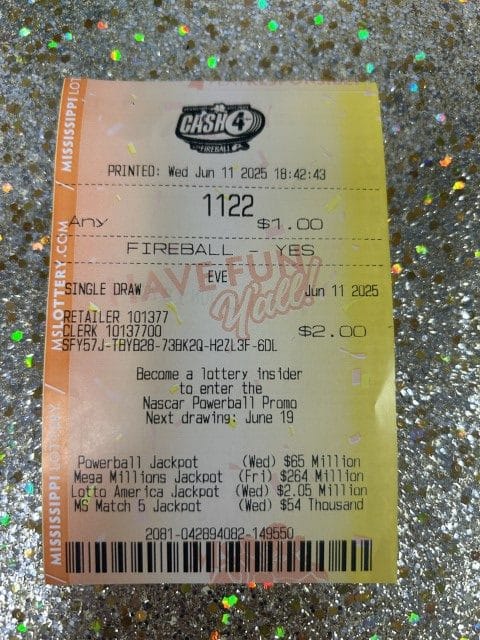 CASH 4
FIREBALL
PRINTED: Wed Jun 11 2025 18:42:43
1122
Any $1.00
FIREBALL YES
EVE
SINGLE DRAW Jun 11 2025
HAVE FUN
Y'all!
RETAILER 101377
CLERK 10137700 $2.00
SFY57J-TBYB28-73BK2Q-H2ZL3F-6DL
Become a lottery insider
to enter the
Nascar Powerball Promo
Next drawing: June 19
Powerball Jackpot (Wed) $65 Million
Mega Millions Jackpot (Fri) $264 Million
Lotto America Jackpot (Wed) $2.05 Million
MS Match 5 Jackpot (Wed) $54 Thousand
2081-042894082-149550
MISSISSIPPI LOTTERY / MSLOTTERY.COM / MISSISSIPPI LOT